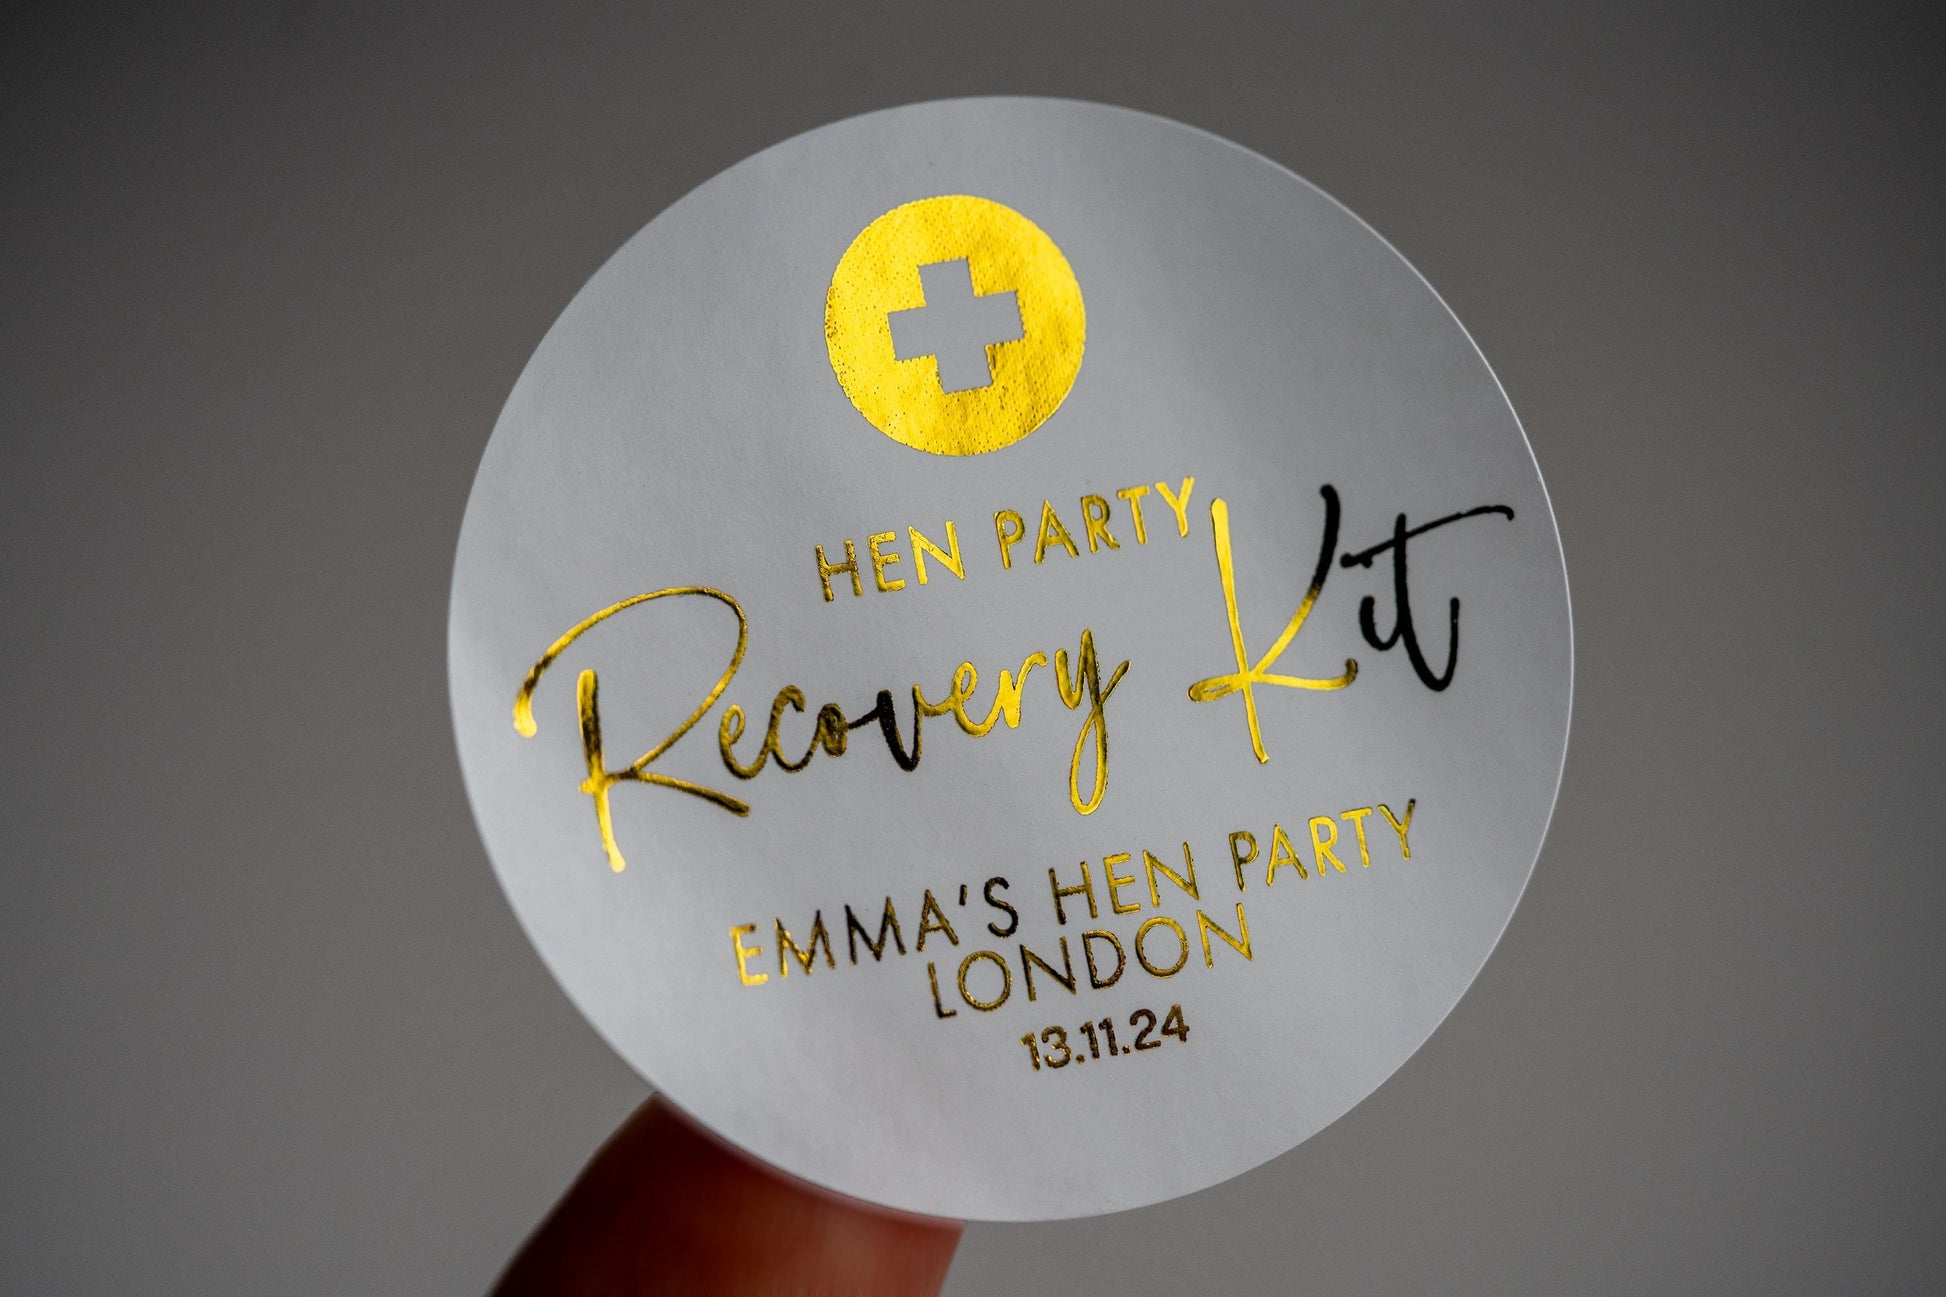 HEN PARTY
Recovery Kit
EMMA'S HEN PARTY
LONDON
13.11.24